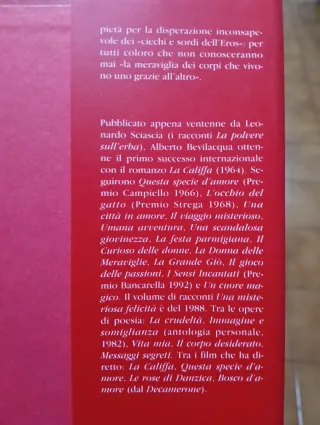 pietà per la disperazione inconsape-
vole dei «ciechi e sordi dell'Eros»: per
tutti coloro che non conosceranno
mai «la meraviglia dei corpi che vivo-
no uno grazie all'altro».
Pubblicato appena ventenne da Leo-
nardo Sciascia (i racconti La polvere
sull'erba), Alberto Bevilacqua otten-
ne il primo successo internazionale
con il romanzo La Califfa (1964). Se-
guirono Questa specie d'amore (Pre-
mio Campiello 1966), L'occhio del
gatto (Premio Strega 1968), Una
città in amore, Il viaggio misterioso,
Umana avventura, Una scandalosa
giovinezza, La festa parmigiana, Il
Curioso delle donne, La Donna delle
Meraviglie, La Grande Giò, Il gioco
delle passioni, I Sensi Incantati (Pre-
mio Bancarella 1992) e Un cuore ma-
gico. Il volume di racconti Una miste-
riosa felicità è del 1988. Tra le opere
di poesia: La crudeltà, Immagine e
somiglianza (antologia personale,
1982), Vita mia, Il corpo desiderato,
Messaggi segreti. Tra i film che ha di-
retto: La Califfa, Questa specie d'a-
more, Le rose di Danzica, Bosco d'a-
more (dal Decamerone).